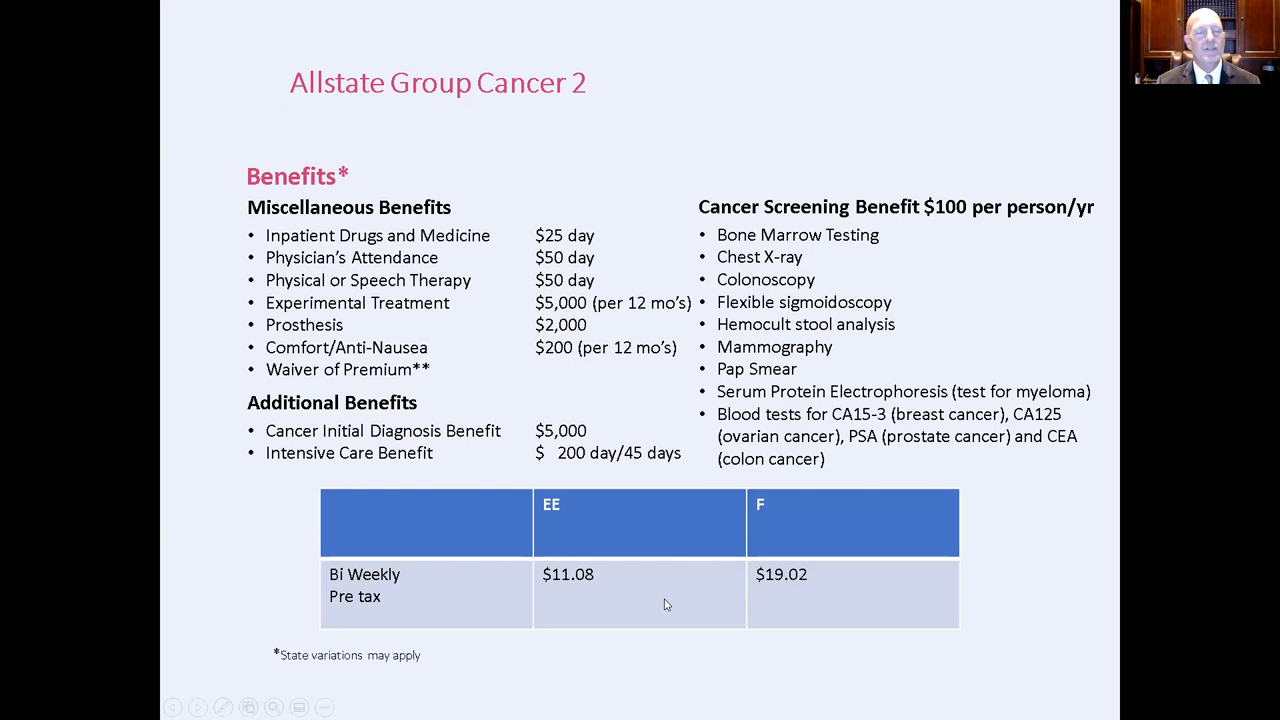 Allstate Group Cancer 2
Benefits*
Miscellaneous Benefits
• Inpatient Drugs and Medicine $25 day
• Physician's Attendance $50 day
• Physical or Speech Therapy $50 day
• Experimental Treatment $5,000 (per 12 mo's)
• Prosthesis $2,000
• Comfort/Anti-Nausea $200 (per 12 mo's)
• Waiver of Premium**
Additional Benefits
• Cancer Initial Diagnosis Benefit $5,000
• Intensive Care Benefit $ 200 day/45 days
Cancer Screening Benefit $100 per person/yr
• Bone Marrow Testing
• Chest X-ray
• Colonoscopy
• Flexible sigmoidoscopy
• Hemocult stool analysis
• Mammography
• Pap Smear
• Serum Protein Electrophoresis (test for myeloma)
• Blood tests for CA15-3 (breast cancer), CA125
(ovarian cancer), PSA (prostate cancer) and CEA
(colon cancer)
EE F
Bi Weekly $11.08 $19.02
Pre tax
*State variations may apply